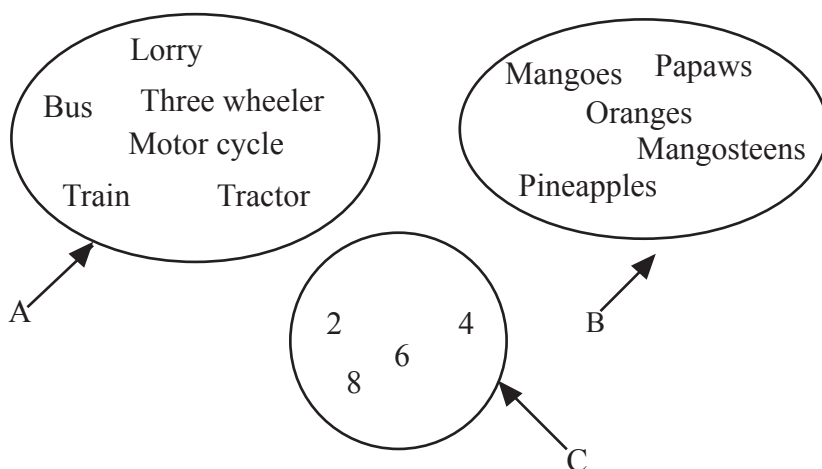 Lorry
Bus
Three wheeler
Motor cycle
Train
Tractor
A
Mangoes
Papaws
Oranges
Mangosteens
Pineapples
B
2
4
6
8
C